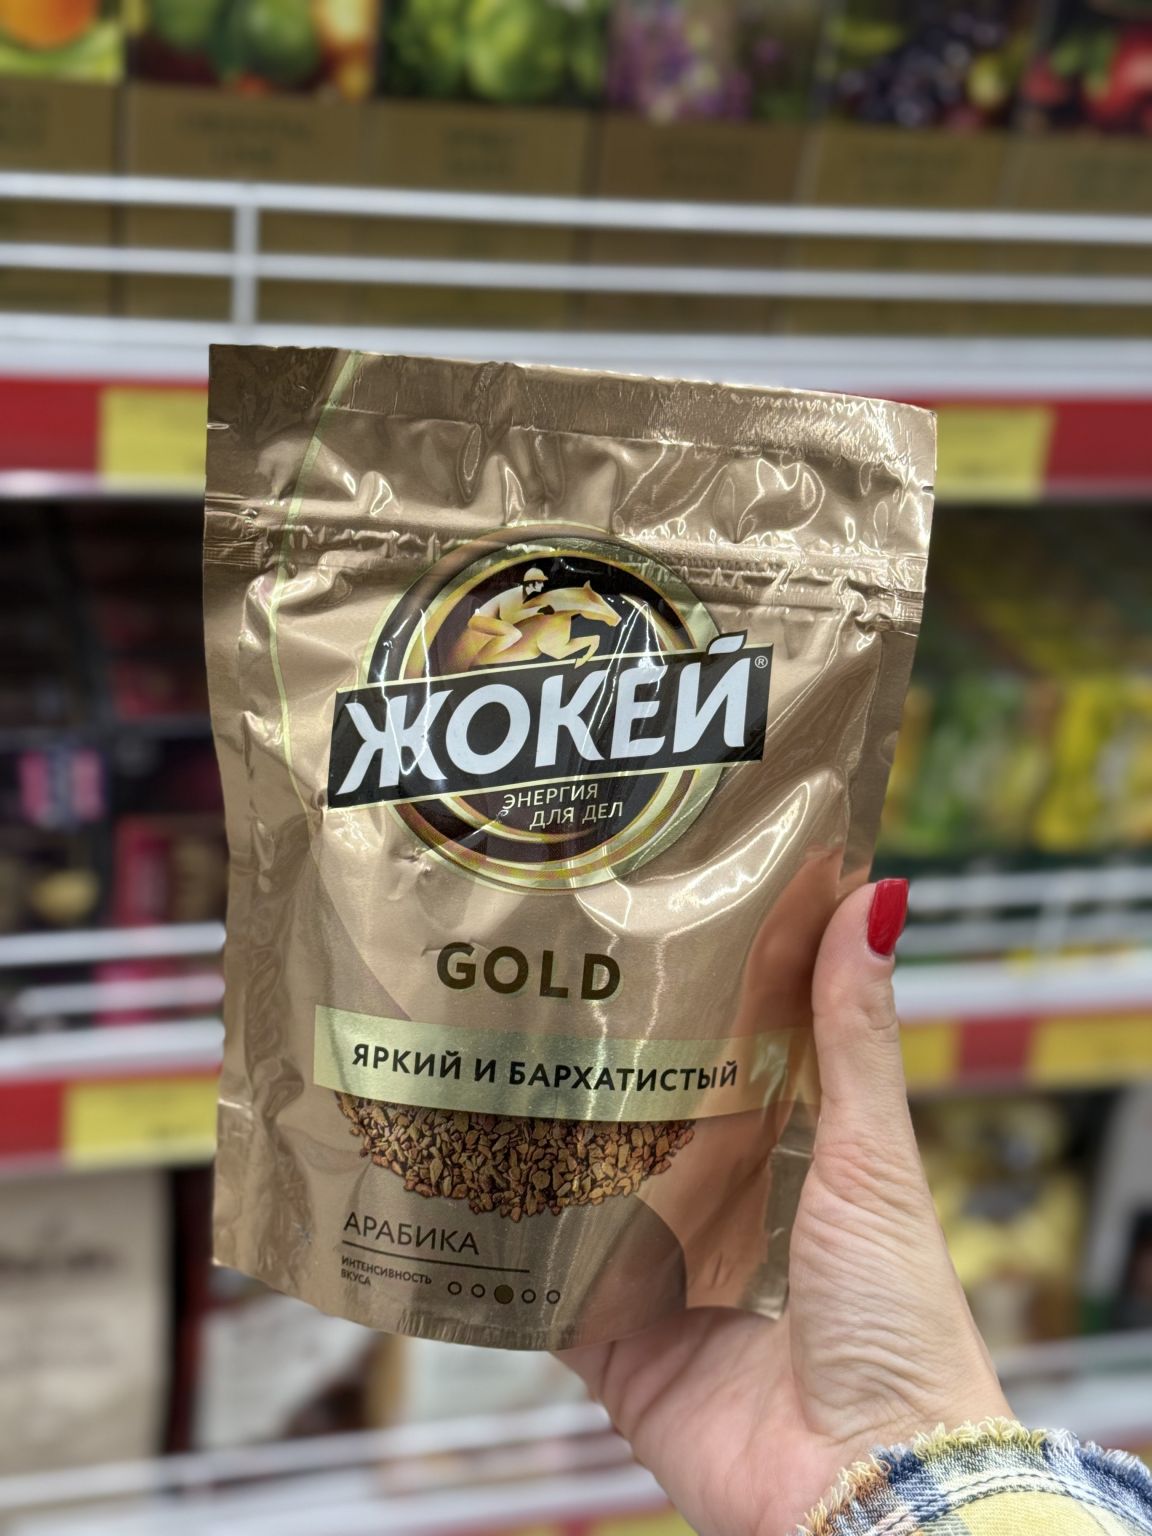 ЖОКЕЙ®
ЭНЕРГИЯ
ДЛЯ ДЕЛ
GOLD
ЯРКИЙ И БАРХАТИСТЫЙ
АРАБИКА
ИНТЕНСИВНОСТЬ
ВКУСА